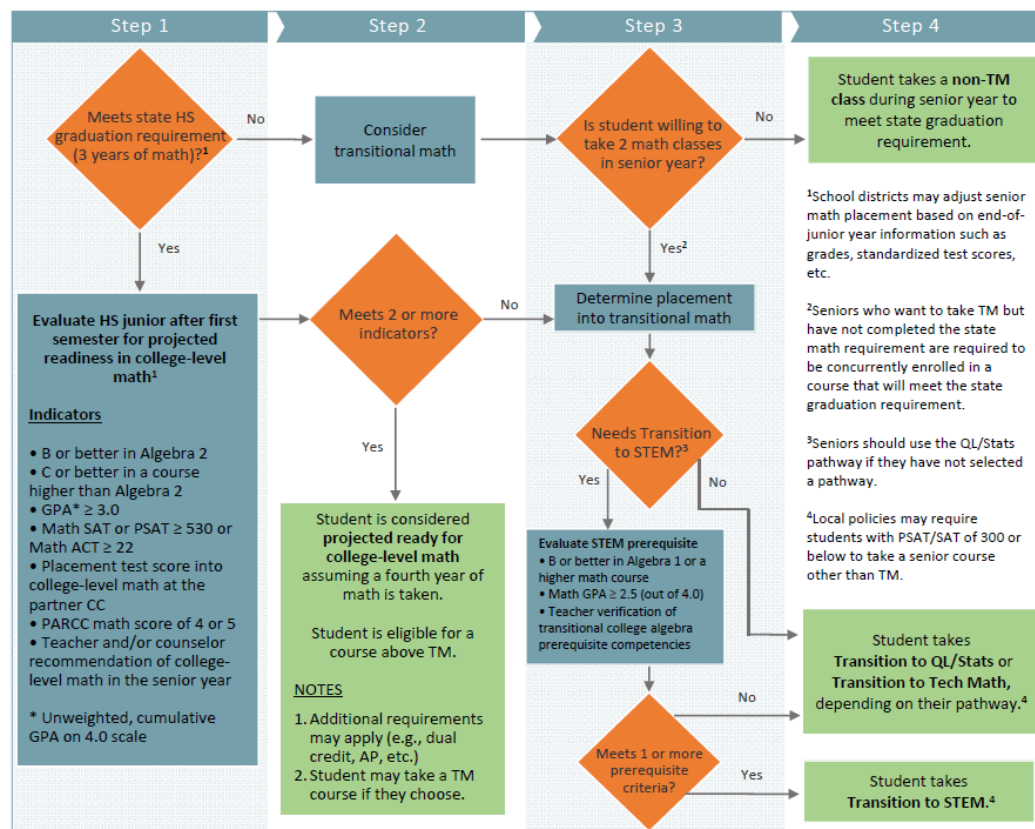 Step 1
Step 2
Step 3
Step 4
Meets state HS
graduation requirement
(3 years of math)?¹
No
Consider
transitional math
Is student willing to
take 2 math classes
in senior year?
No
Student takes a non-TM
class during senior year to
meet state graduation
requirement.
Yes
Yes²
¹School districts may adjust senior
math placement based on end-of-
junior year information such as
grades, standardized test scores,
etc.
Evaluate HS junior after first
semester for projected
readiness in college-level
math¹
Indicators
• B or better in Algebra 2
• C or better in a course
higher than Algebra 2
• GPA* ≥ 3.0
• Math SAT or PSAT ≥ 530 or
Math ACT ≥ 22
• Placement test score into
college-level math at the
partner CC
• PARCC math score of 4 or 5
• Teacher and/or counselor
recommendation of college-
level math in the senior year
* Unweighted, cumulative
GPA on 4.0 scale
Meets 2 or more
indicators?
No
Yes
Student is considered
projected ready for
college-level math
assuming a fourth year of
math is taken.
Student is eligible for a
course above TM.
NOTES
1. Additional requirements
may apply (e.g., dual
credit, AP, etc.)
2. Student may take a TM
course if they choose.
Determine placement
into transitional math
Needs Transition
to STEM?³
Yes
No
Evaluate STEM prerequisite
• B or better in Algebra 1 or a
higher math course
• Math GPA ≥ 2.5 (out of 4.0)
• Teacher verification of
transitional college algebra
prerequisite competencies
Meets 1 or more
prerequisite
criteria?
No
Yes
²Seniors who want to take TM but
have not completed the state
math requirement are required to
be concurrently enrolled in a
course that will meet the state
graduation requirement.
³Seniors should use the QL/Stats
pathway if they have not selected
a pathway.
⁴Local policies may require
students with PSAT/SAT of 300 or
below to take a senior course
other than TM.
Student takes
Transition to QL/Stats or
Transition to Tech Math,
depending on their pathway.⁴
Student takes
Transition to STEM.⁴